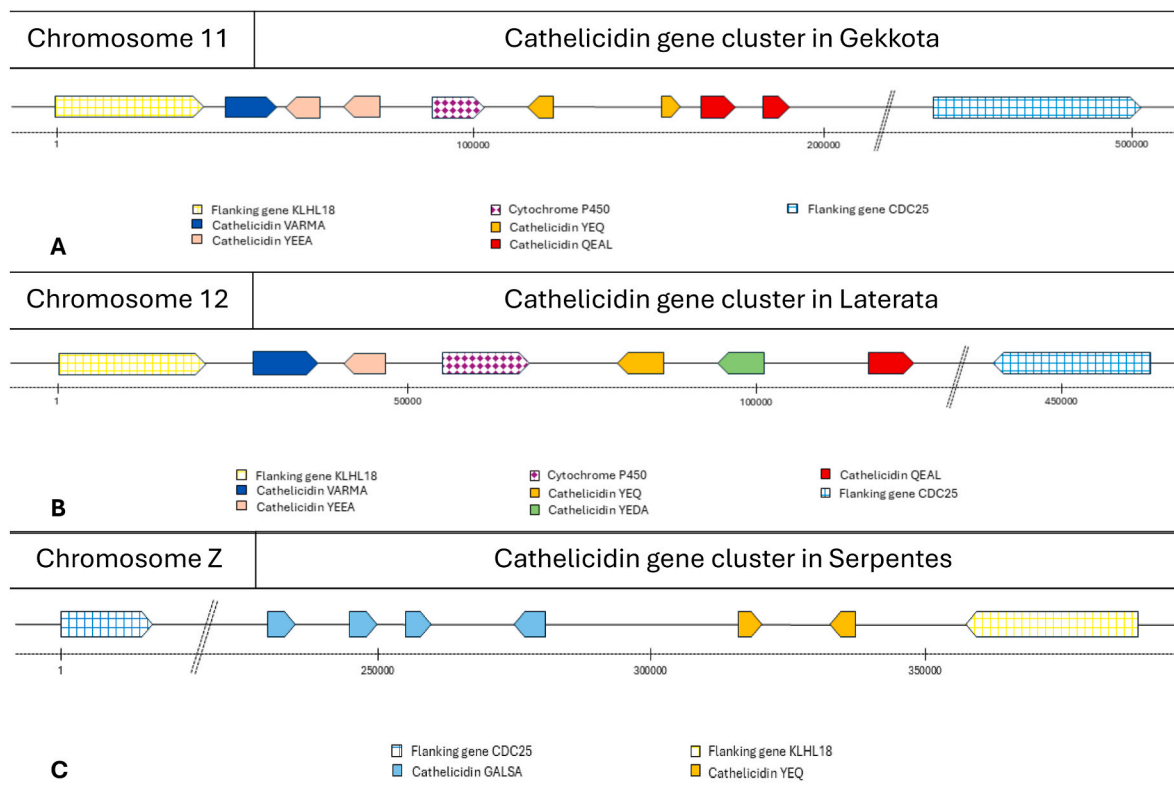 Chromosome 11 Cathelicidin gene cluster in Gekkota
1 100000 200000 500000
Flanking gene KLHL18 Cytochrome P450 Flanking gene CDC25
Cathelicidin VARMA Cathelicidin YEQ
Cathelicidin YEEA Cathelicidin QEAL
A
Chromosome 12 Cathelicidin gene cluster in Laterata
1 50000 100000 450000
Flanking gene KLHL18 Cytochrome P450 Cathelicidin QEAL
Cathelicidin VARMA Cathelicidin YEQ Flanking gene CDC25
Cathelicidin YEEA Cathelicidin YEDA
B
Chromosome Z Cathelicidin gene cluster in Serpentes
1 250000 300000 350000
Flanking gene CDC25 Flanking gene KLHL18
Cathelicidin GALSA Cathelicidin YEQ
C